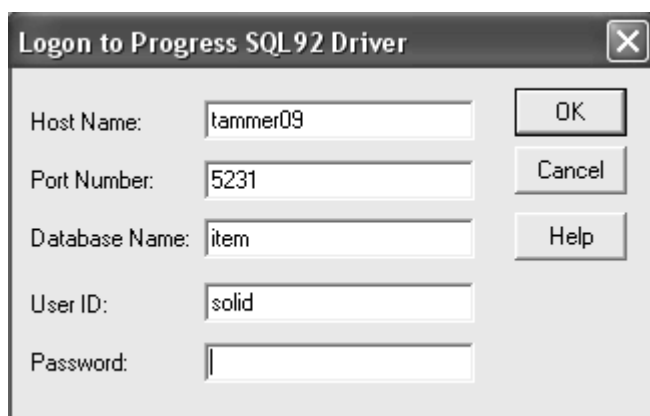 Logon to Progress SQL92 Driver
Host Name: tammer09 OK
Port Number: 5231 Cancel
Database Name: item Help
User ID: solid
Password: